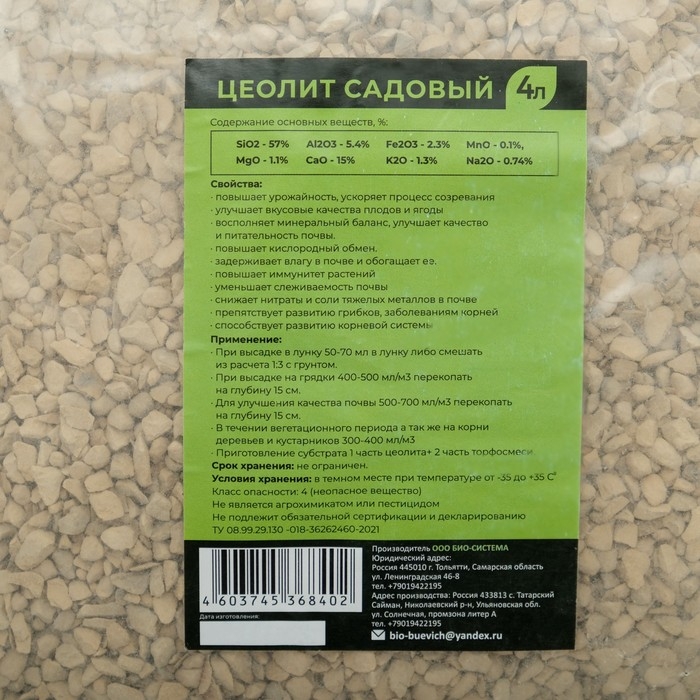 ЦЕОЛИТ САДОВЫЙ 4л
Содержание основных веществ, %:
SiO2 - 57% Al2O3 - 5.4% Fe2O3 - 2.3% MnO - 0.1%,
MgO - 1.1% CaO - 15% K2O - 1.3% Na2O - 0.74%
Свойства:
· повышает урожайность, ускоряет процесс созревания
· улучшает вкусовые качества плодов и ягоды
· восполняет минеральный баланс, улучшает качество
и питательность почвы.
· повышает кислородный обмен.
· задерживает влагу в почве и обогащает ее.
· повышает иммунитет растений
· уменьшает слеживаемость почвы
· снижает нитраты и соли тяжелых металлов в почве
· препятствует развитию грибков, заболеваниям корней
· способствует развитию корневой системы
Применение:
· При высадке в лунку 50-70 мл в лунку либо смешать
из расчета 1:3 с грунтом.
· При высадке на грядки 400-500 мл/м3 перекопать
на глубину 15 см.
· Для улучшения качества почвы 500-700 мл/м3 перекопать
на глубину 15 см.
· В течении вегетационного периода а так же на корни
деревьев и кустарников 300-400 мл/м3
· Приготовление субстрата 1 часть цеолита+ 2 часть торфосмеси
Срок хранения: не ограничен.
Условия хранения: в темном месте при температуре от -35 до +35 С°
Класс опасности: 4 (неопасное вещество)
Не является агрохимикатом или пестицидом
Не подлежит обязательной сертификации и декларированию
ТУ 08.99.29.130 -018-36262460-2021
Производитель ООО БИО-СИСТЕМА
Юридический адрес:
Россия 445010 г. Тольятти, Самарская область
ул. Ленинградская 46-8
тел. +79019422195
Адрес производства: Россия 433813 с. Татарский
Сайман, Николаевский р-н, Ульяновская обл.
ул. Солнечная, промзона литер А
тел. +79019422195
bio-buevich@yandex.ru
4 603745 368402
Дата изготовления: